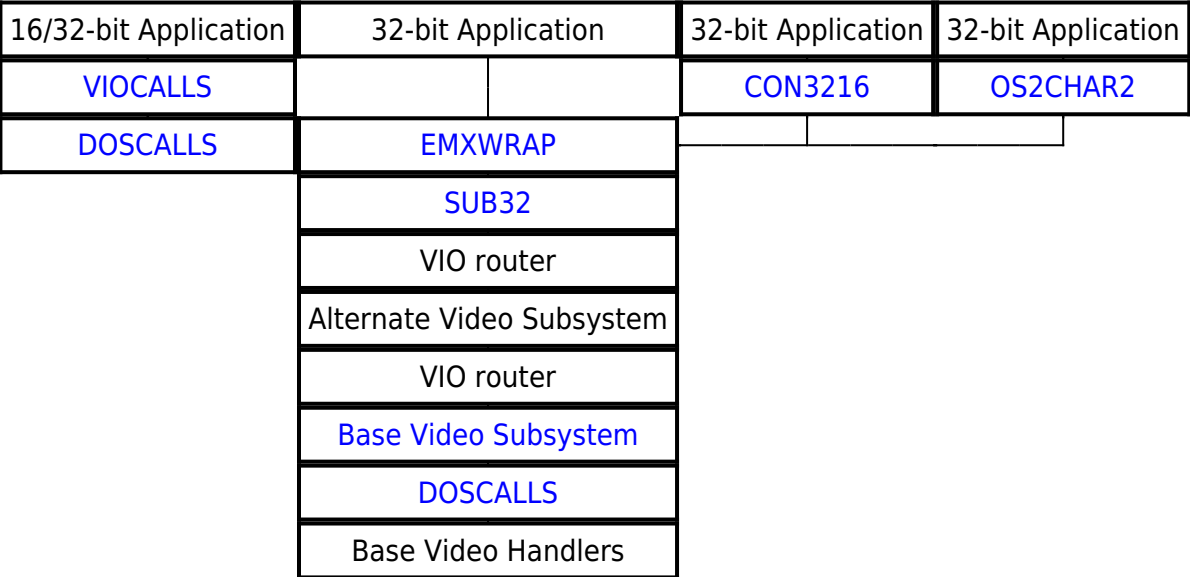 16/32-bit Application 32-bit Application 32-bit Application 32-bit Application
VIOCALLS CON3216 OS2CHAR2
DOSCALLS EMXWRAP
SUB32
VIO router
Alternate Video Subsystem
VIO router
Base Video Subsystem
DOSCALLS
Base Video Handlers